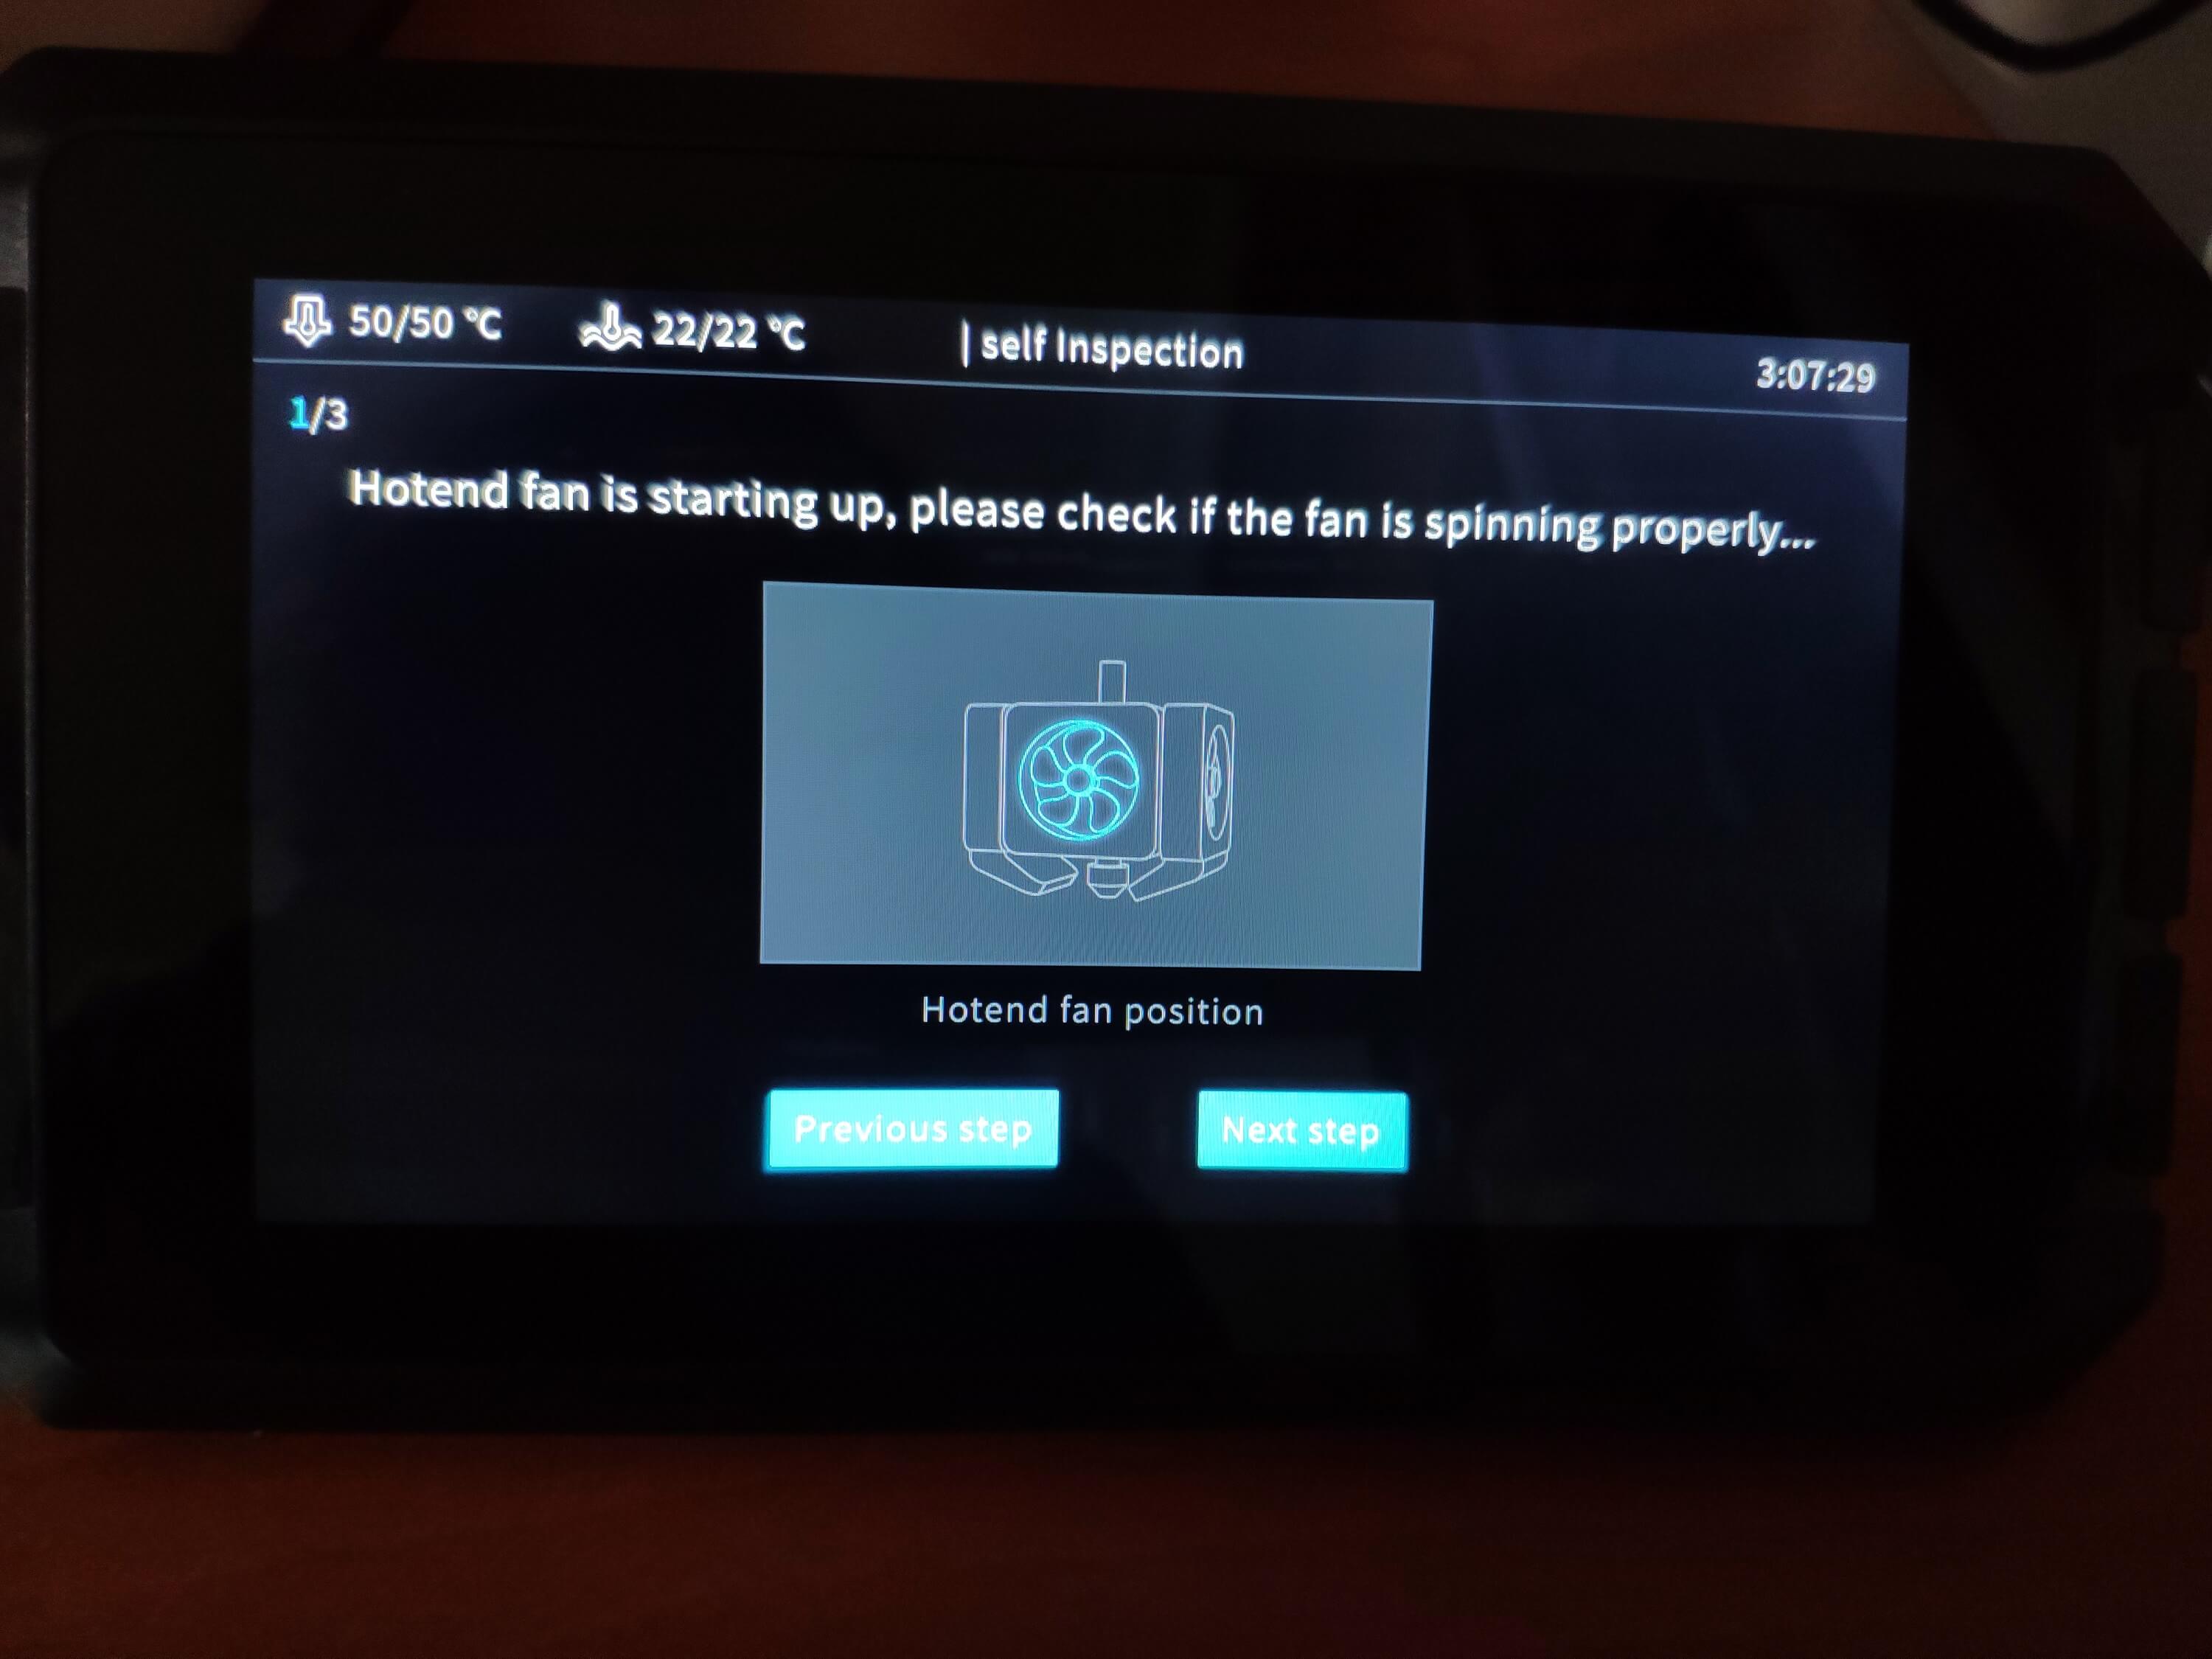 50/50 °C 22/22 °C | self Inspection 3:07:29
1/3
Hotend fan is starting up, please check if the fan is spinning properly...
Hotend fan position
Previous step Next step